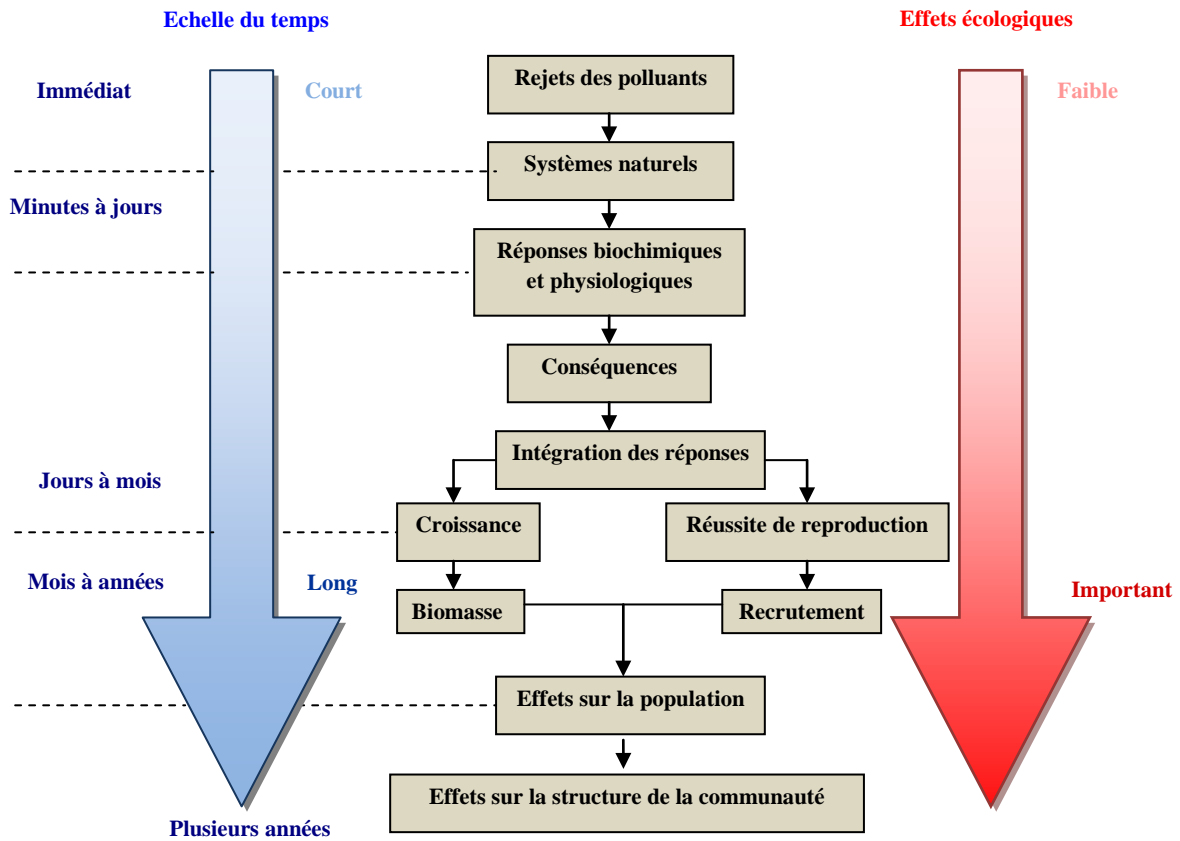 Echelle du temps
Effets écologiques
Immédiat
Court
Rejets des polluants
Faible
Systèmes naturels
Minutes à jours
Réponses biochimiques
et physiologiques
Conséquences
Intégration des réponses
Jours à mois
Croissance
Réussite de reproduction
Mois à années
Long
Biomasse
Recrutement
Important
Effets sur la population
Effets sur la structure de la communauté
Plusieurs années